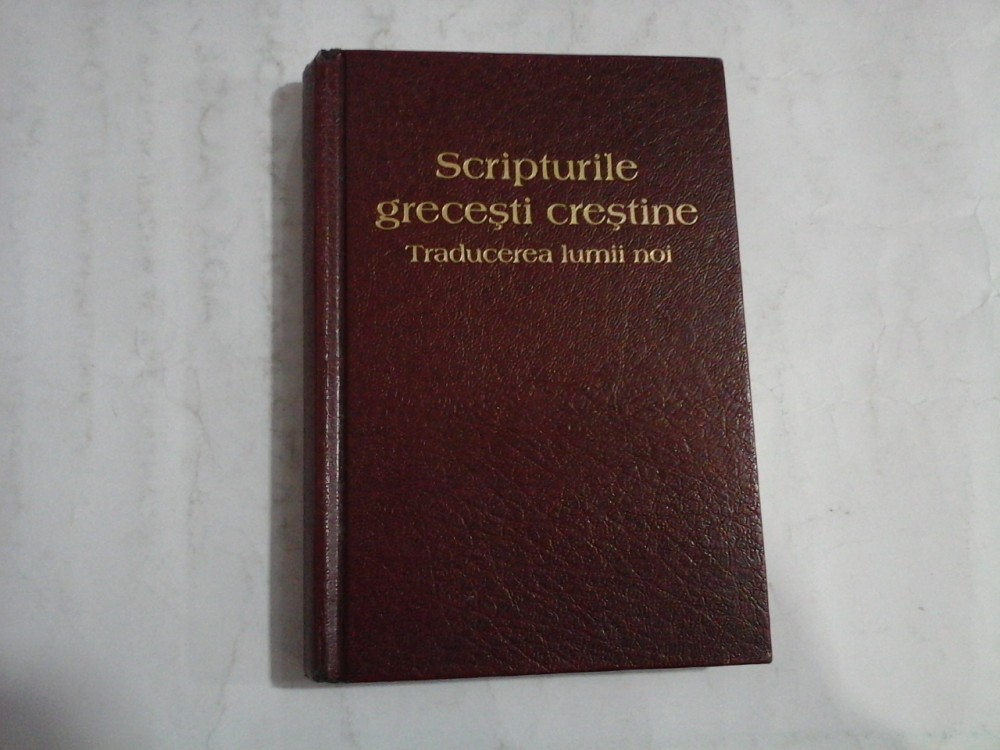 Scripturile
grecești creștine
Traducerea lumii noi